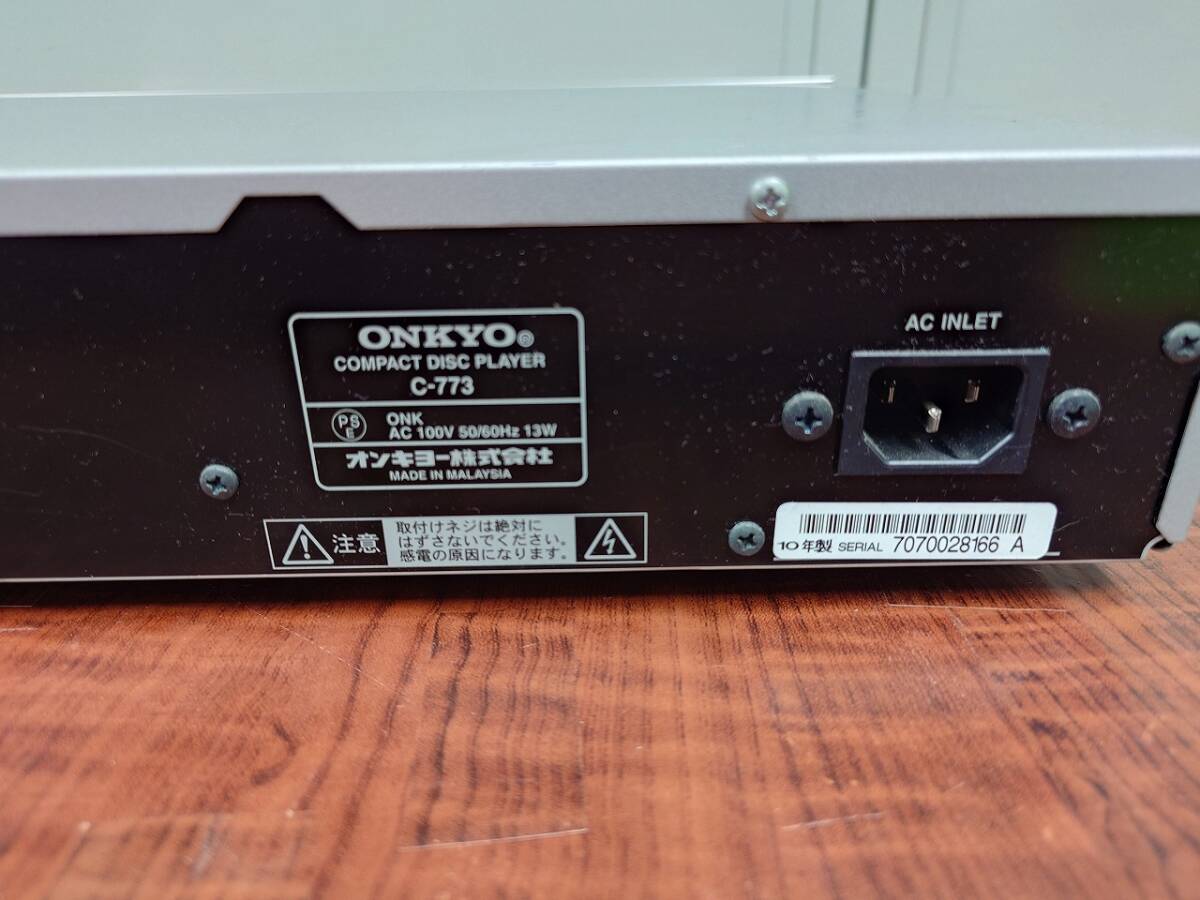 ONKYO®
COMPACT DISC PLAYER
C-773
PS
E
ONK
AC 100V 50/60Hz 13W
オンキヨー株式会社
MADE IN MALAYSIA
注意
取付けネジは絶対に
はずさないでください。
感電の原因になります。
AC INLET
10年製 SERIAL 7070028166 A